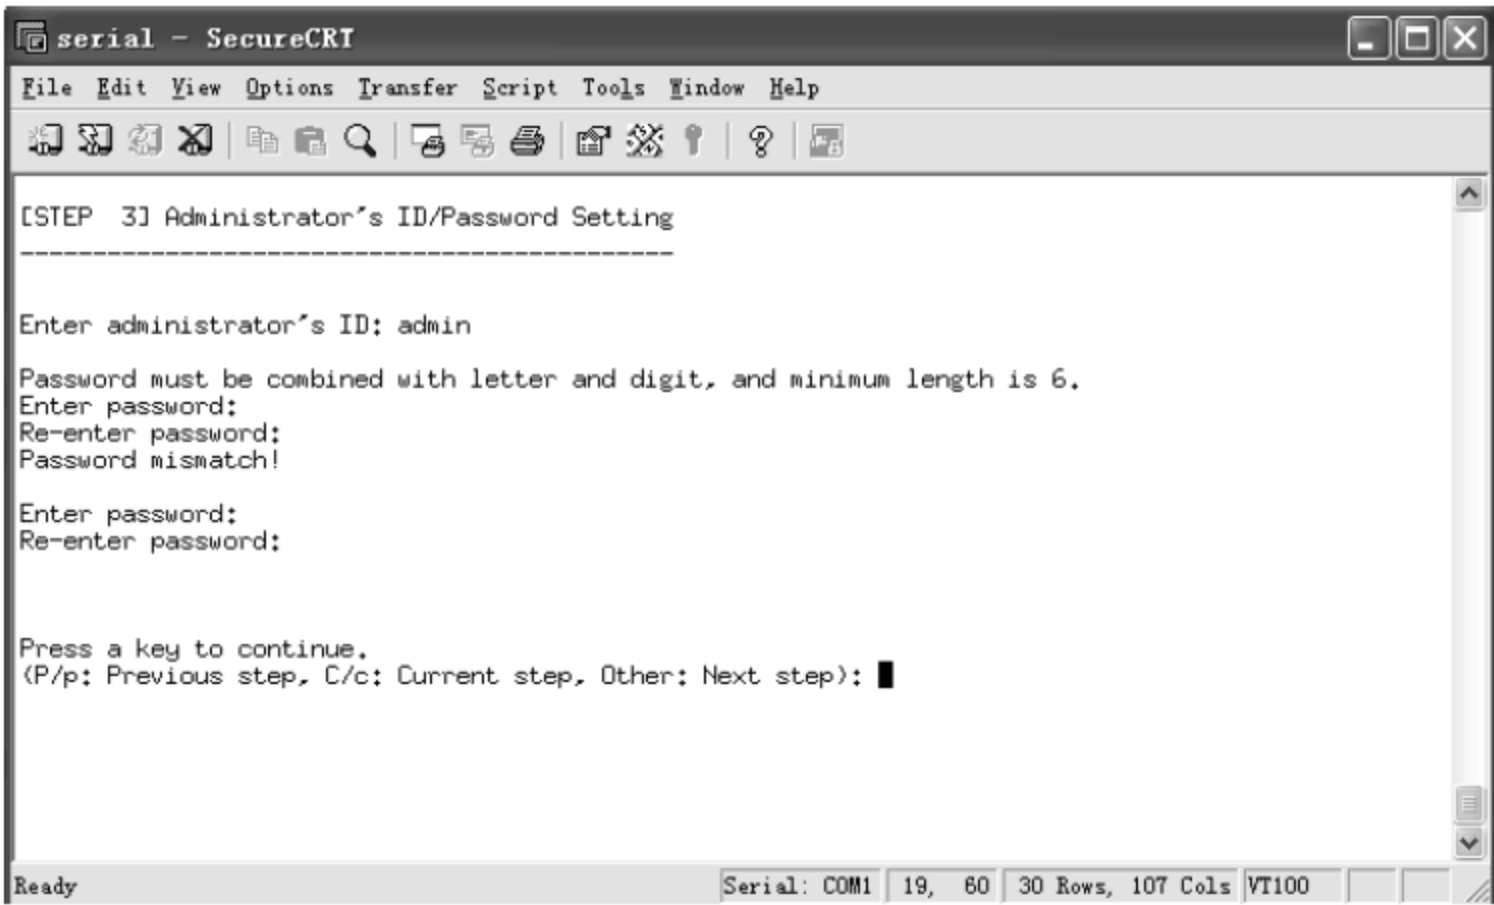 serial - SecureCRT
File Edit View Options Transfer Script Tools Window Help
[STEP  3] Administrator's ID/Password Setting
---------------------------------------------
Enter administrator's ID: admin
Password must be combined with letter and digit, and minimum length is 6.
Enter password:
Re-enter password:
Password mismatch!
Enter password:
Re-enter password:
Press a key to continue.
(P/p: Previous step, C/c: Current step, Other: Next step):
Ready Serial: COM1 19, 60 30 Rows, 107 Cols VT100